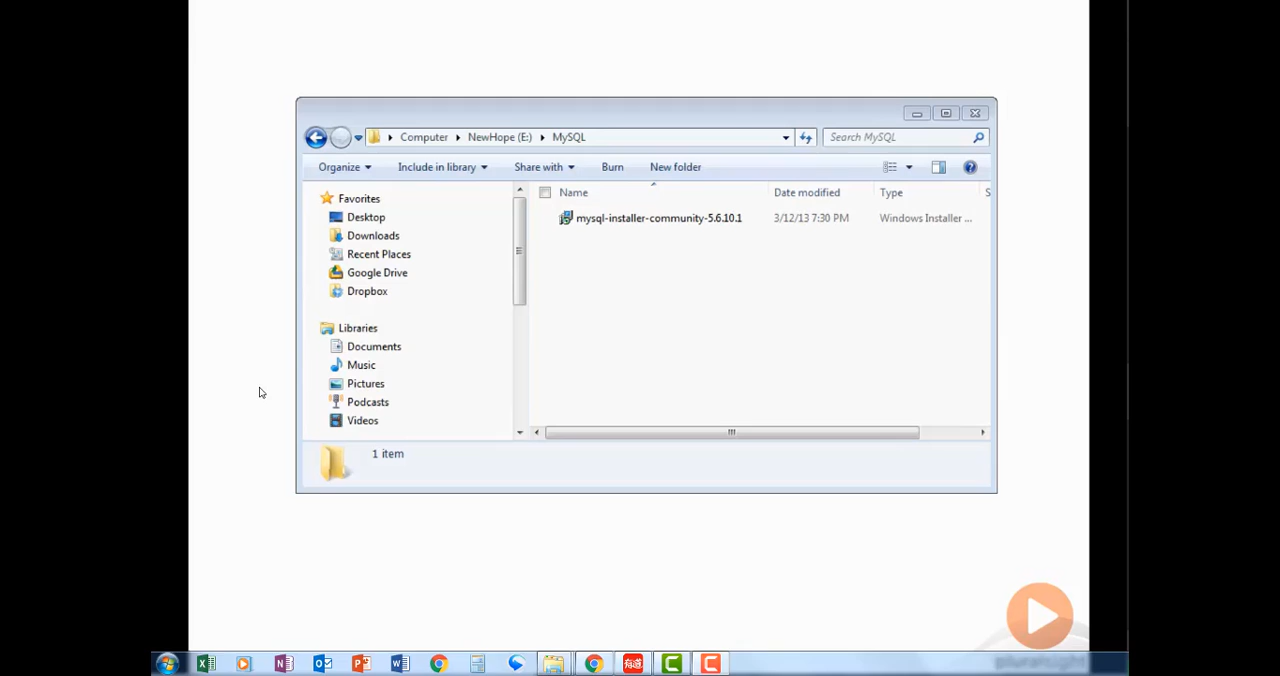 Computer NewHope (E:) MySQL Search MySQL
Organize Include in library Share with Burn New folder
Favorites
Desktop
Downloads
Recent Places
Google Drive
Dropbox
Libraries
Documents
Music
Pictures
Podcasts
Videos
Name Date modified Type S
mysql-installer-community-5.6.10.1 3/12/13 7:30 PM Windows Installer ...
1 item
有道